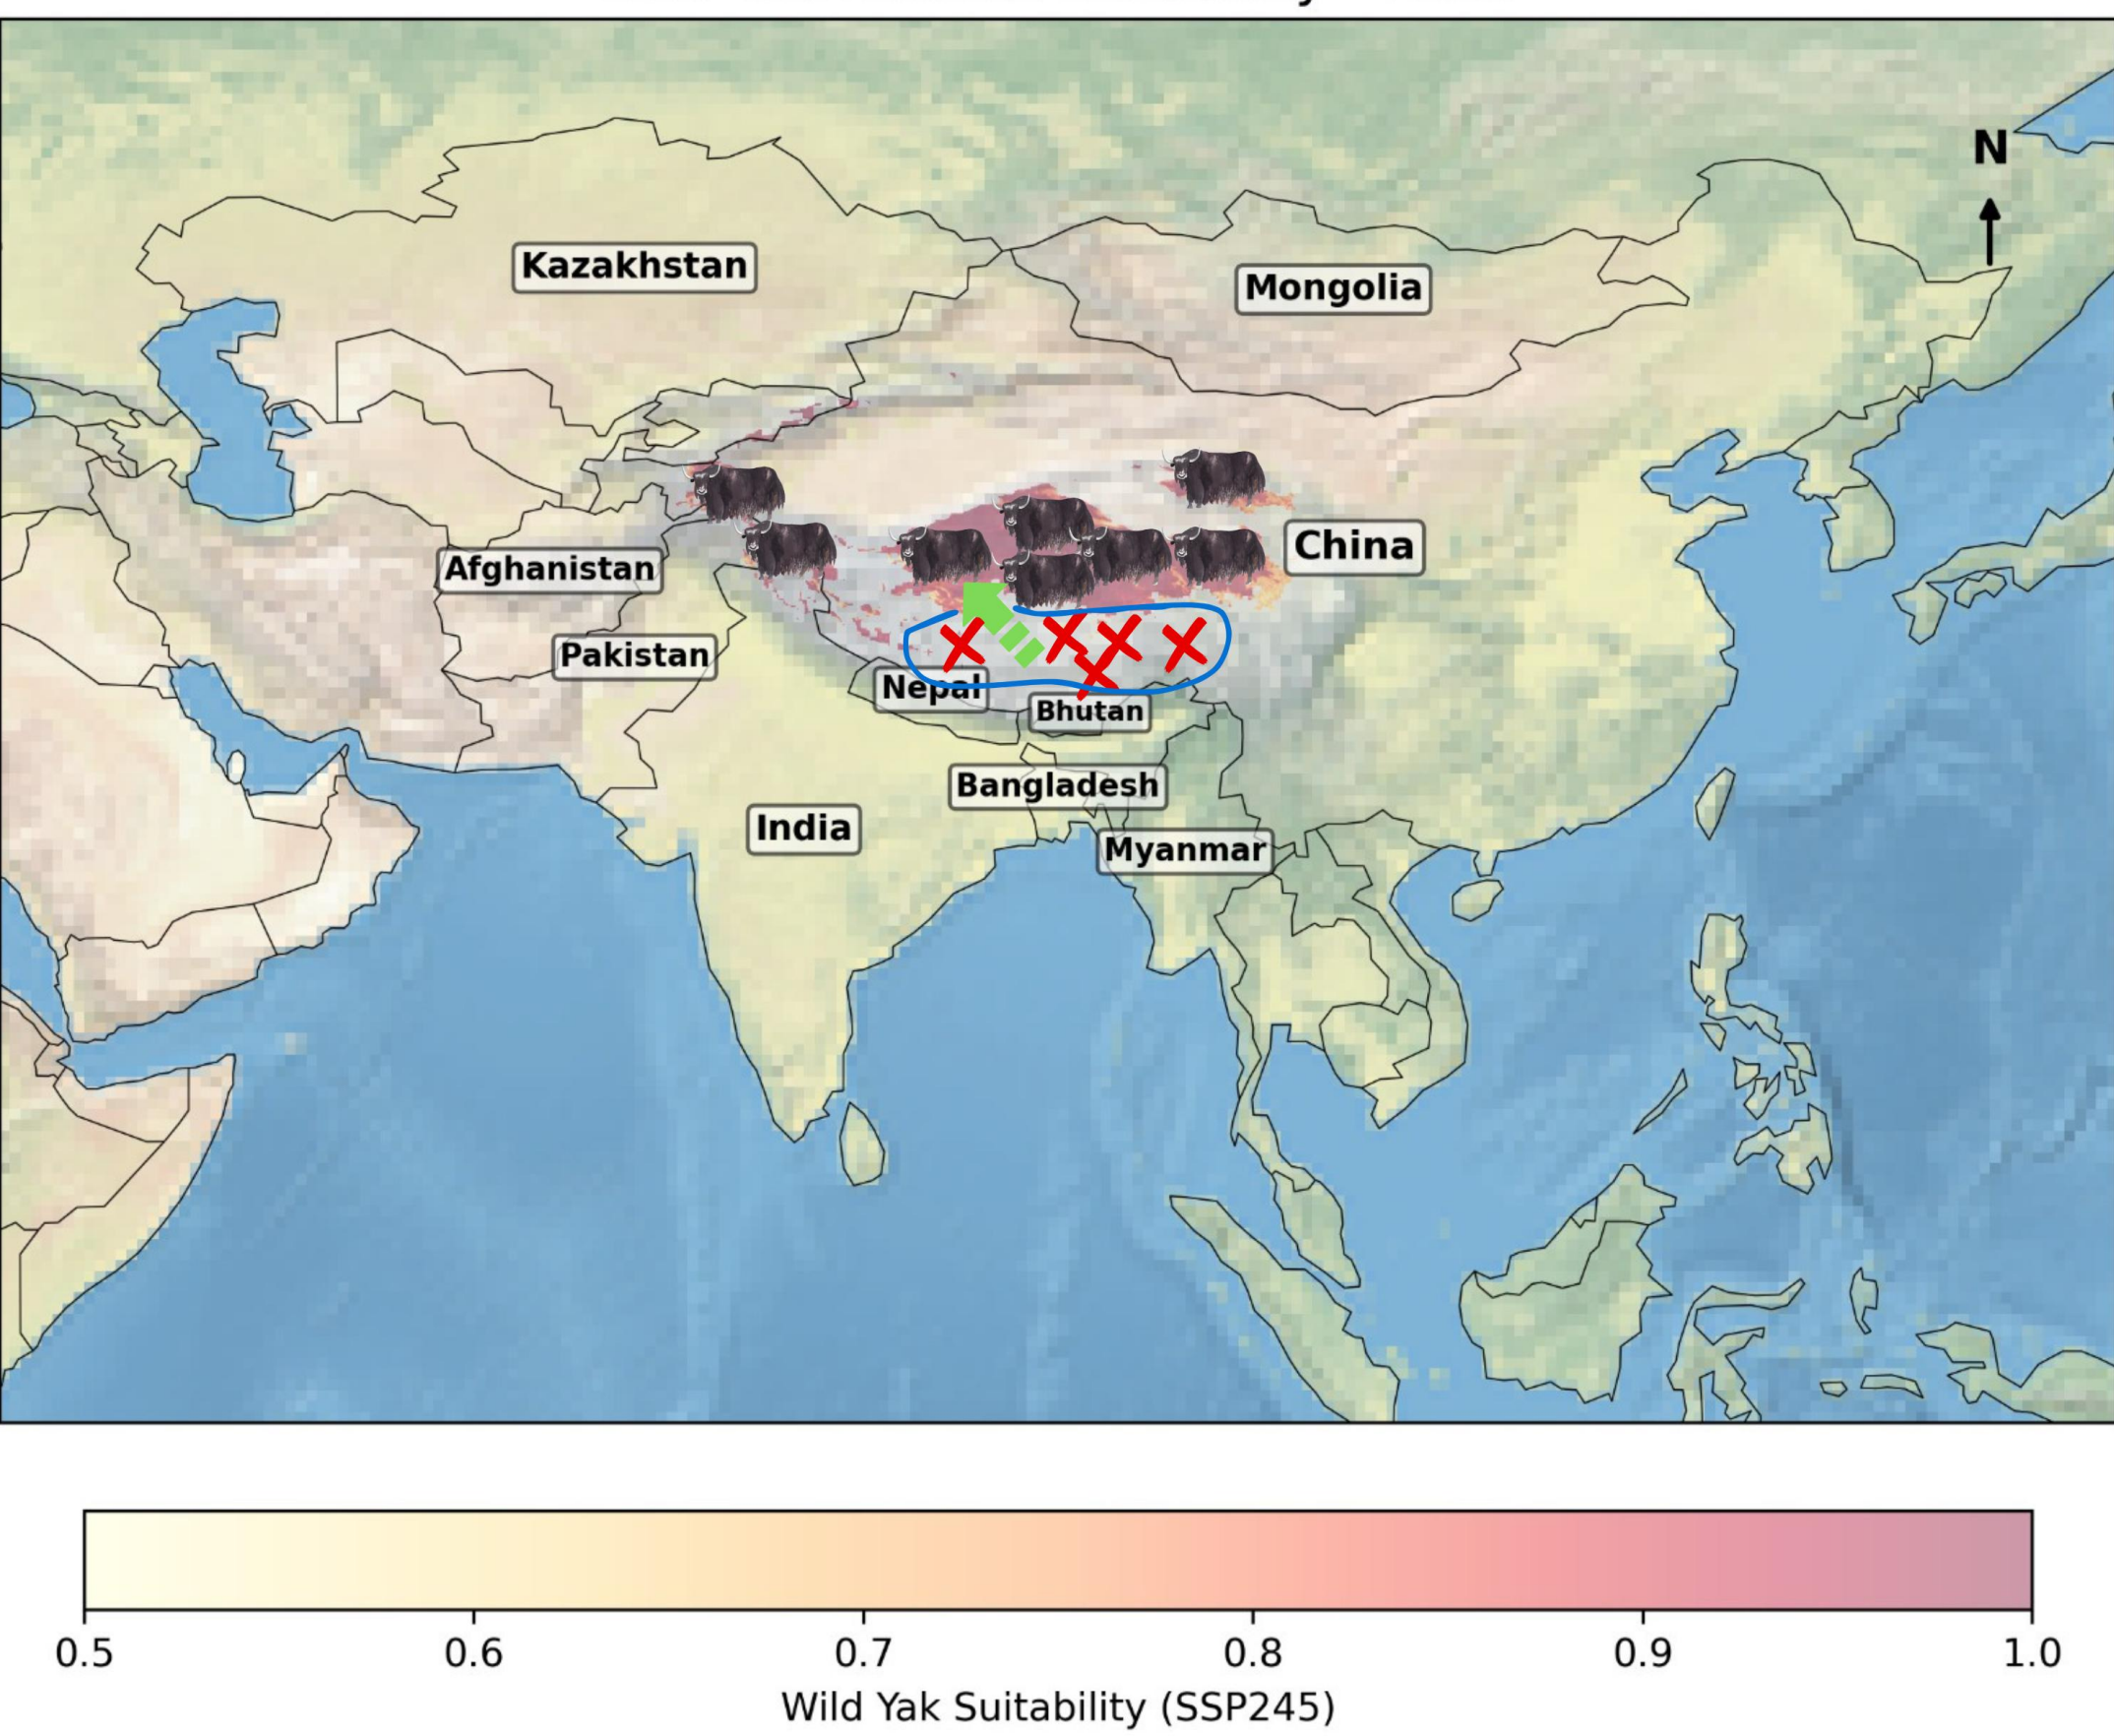 N
Kazakhstan
Mongolia
China
Afghanistan
Pakistan
Nepal
Bhutan
Bangladesh
India
Myanmar
0.5 0.6 0.7 0.8 0.9 1.0
Wild Yak Suitability (SSP245)